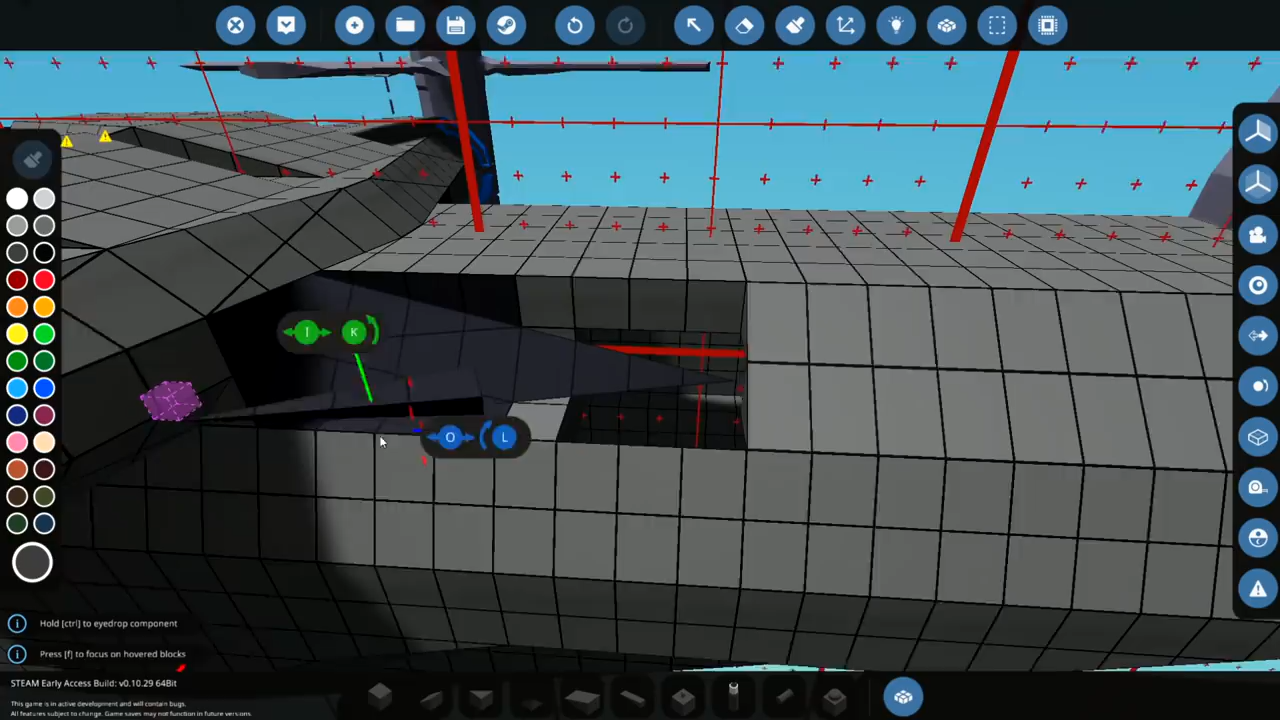 I
K
O
L
Hold [ctrl] to eyedrop component
Press [f] to focus on hovered blocks
STEAM Early Access Build: v0.10.29 64Bit
This game is in active development and will contain bugs.
All features subject to change. Game saves may not function in future versions.